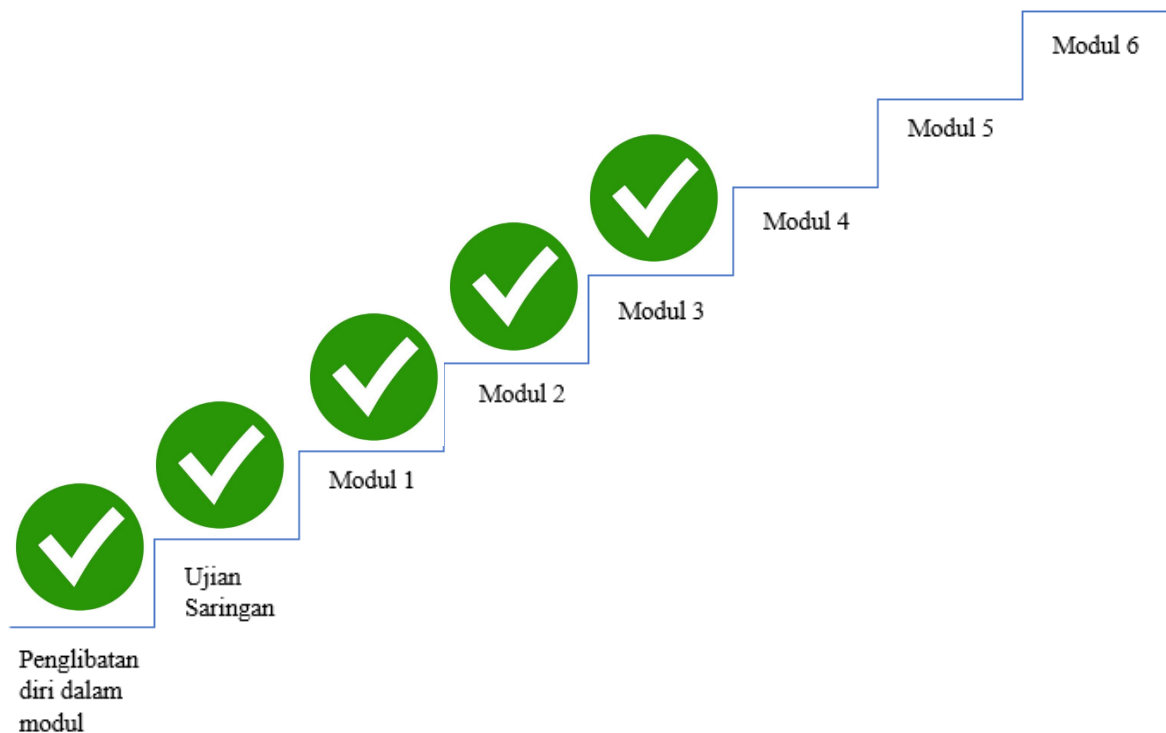 Penglibatan
diri dalam
modul
Ujian
Saringan
Modul 1
Modul 2
Modul 3
Modul 4
Modul 5
Modul 6